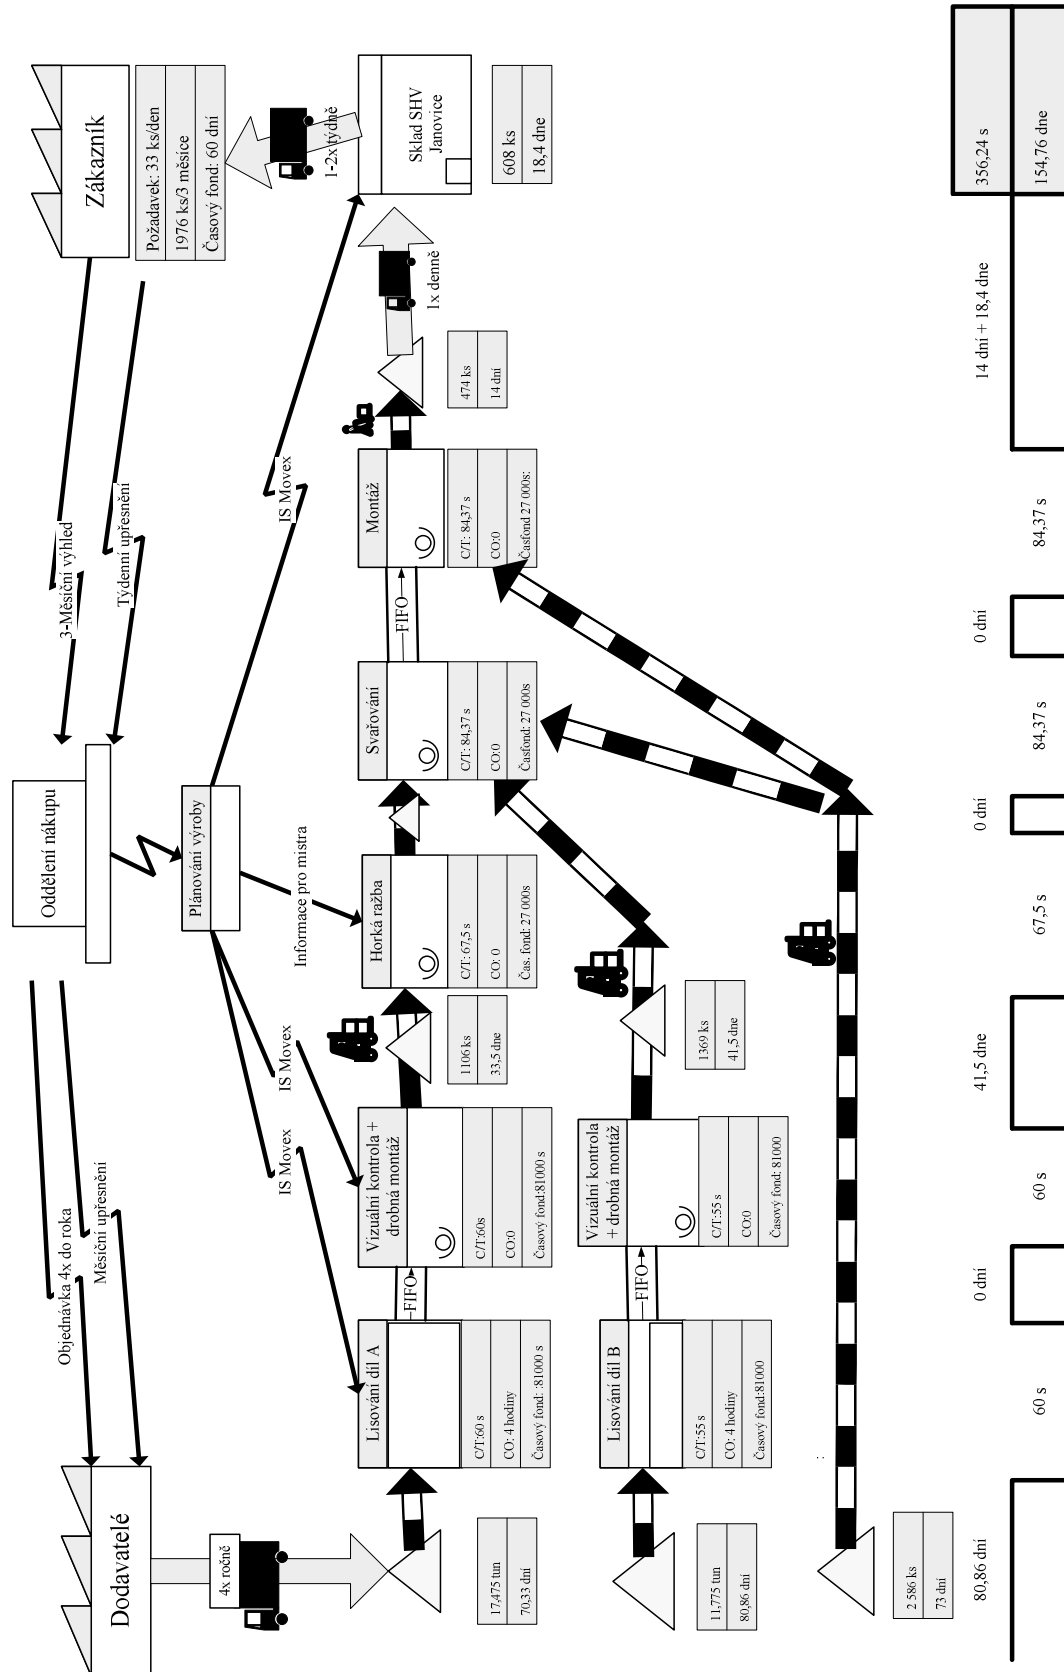 Dodavatelé
4x ročně
Objednávka 4x do roka
Měsíční upřesnění
Oddělení nákupu
3-Měsíční výhled
Týdenní upřesnění
Zákazník
Požadavek: 33 ks/den
1976 ks/3 měsíce
Časový fond: 60 dní
Plánování výroby
IS Movex
IS Movex
Informace pro mistra
IS Movex
1-2x týdně
Sklad SHV
Janovice
608 ks
18,4 dne
17,475 tun
70,33 dní
Lisování díl A
C/T:60 s
CO: 4 hodiny
Časový fond: :81000 s
FIFO
Vizuální kontrola +
drobná montáž
C/T:60s
CO:0
Časový fond:81000 s
1106 ks
33,5 dne
Horká ražba
C/T: 67,5 s
CO: 0
Čas. fond: 27 000s
Svařování
C/T: 84,37 s
CO:0
Časfond: 27 000s
FIFO
Montáž
C/T: 84,37 s
CO:0
Časfond 27 000s:
474 ks
14 dní
1x denně
11,775 tun
80,86 dní
Lisování díl B
C/T:55 s
CO: 4 hodiny
Časový fond:81000
FIFO
Vizuální kontrola
+ drobná montáž
C/T:55 s
CO:0
Časový fond: 81000
1369 ks
41,5 dne
2 586 ks
73 dní
:
80,86 dní
60 s
0 dní
60 s
41,5 dne
67,5 s
0 dní
84,37 s
0 dní
84,37 s
14 dní + 18,4 dne
356,24 s
154,76 dne